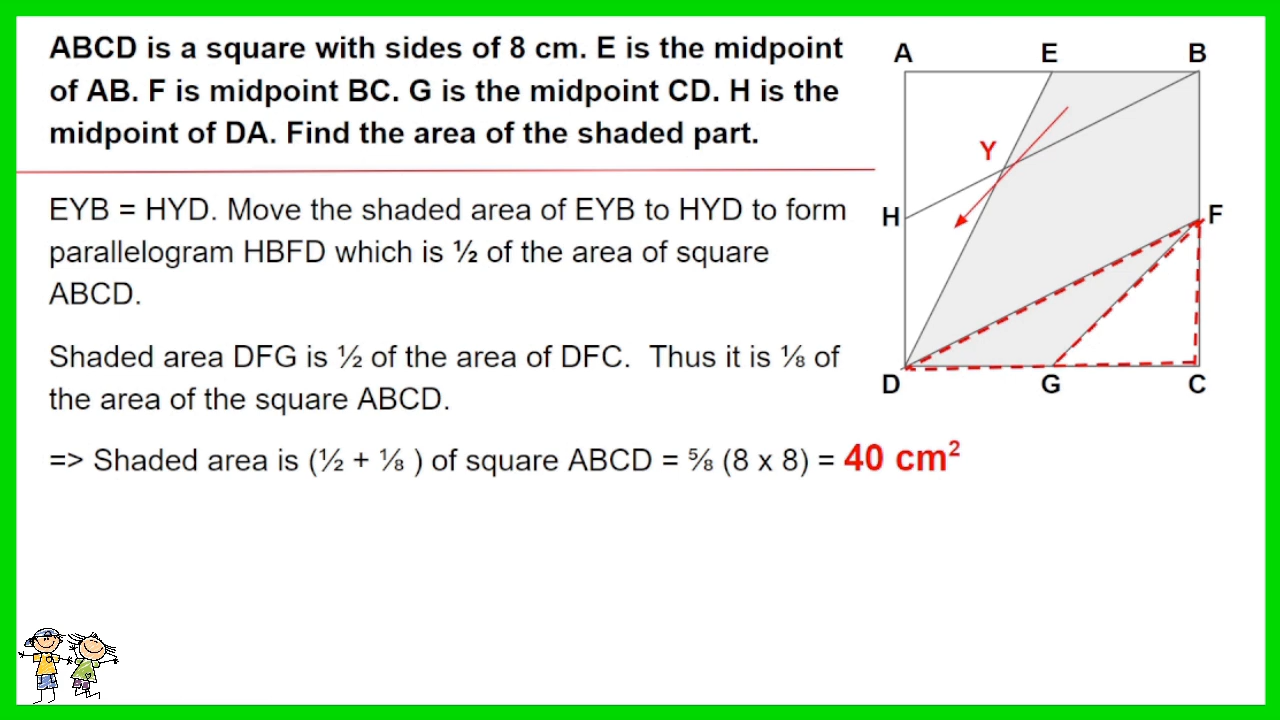 ABCD is a square with sides of 8 cm. E is the midpoint
of AB. F is midpoint BC. G is the midpoint CD. H is the
midpoint of DA. Find the area of the shaded part.
EYB = HYD. Move the shaded area of EYB to HYD to form
parallelogram HBFD which is ½ of the area of square
ABCD.
Shaded area DFG is ½ of the area of DFC. Thus it is ⅛ of
the area of the square ABCD.
=> Shaded area is (½ + ⅛ ) of square ABCD = ⅝ (8 x 8) = 40 cm²
A E B
Y
H F
D G C